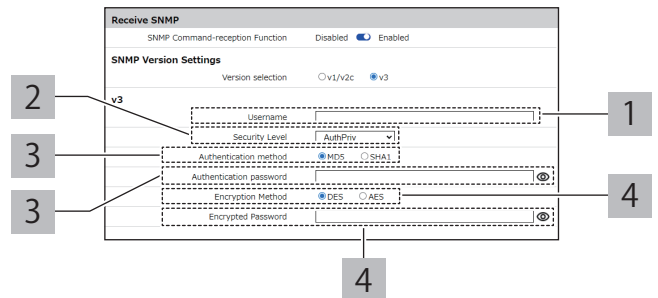 Receive SNMP
SNMP Command-reception Function Disabled Enabled
SNMP Version Settings
Version selection v1/v2c v3
v3
Username
Security Level AuthPriv
Authentication method MD5 SHA1
Authentication password
Encryption Method DES AES
Encrypted Password
2
3
3
1
4
4